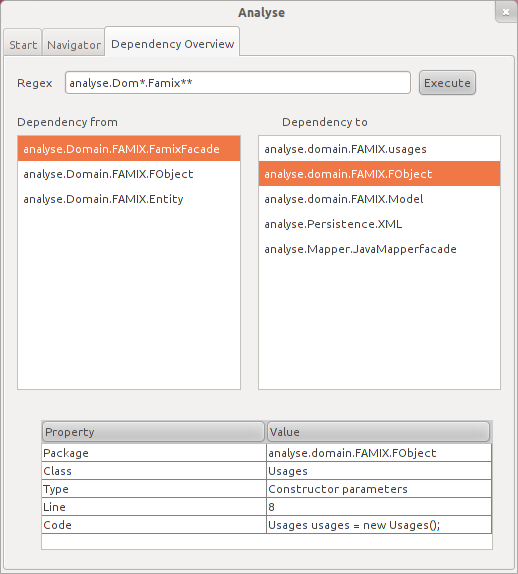 Analyse
Start Navigator Dependency Overview
Regex analyse.Dom*.Famix** Execute
Dependency from Dependency to
analyse.Domain.FAMIX.FamixFacade analyse.domain.FAMIX.usages
analyse.Domain.FAMIX.FObject analyse.domain.FAMIX.FObject
analyse.Domain.FAMIX.Entity analyse.domain.FAMIX.Model
analyse.Persistence.XML
analyse.Mapper.JavaMapperfacade
Property Value
Package analyse.domain.FAMIX.FObject
Class Usages
Type Constructor parameters
Line 8
Code Usages usages = new Usages();